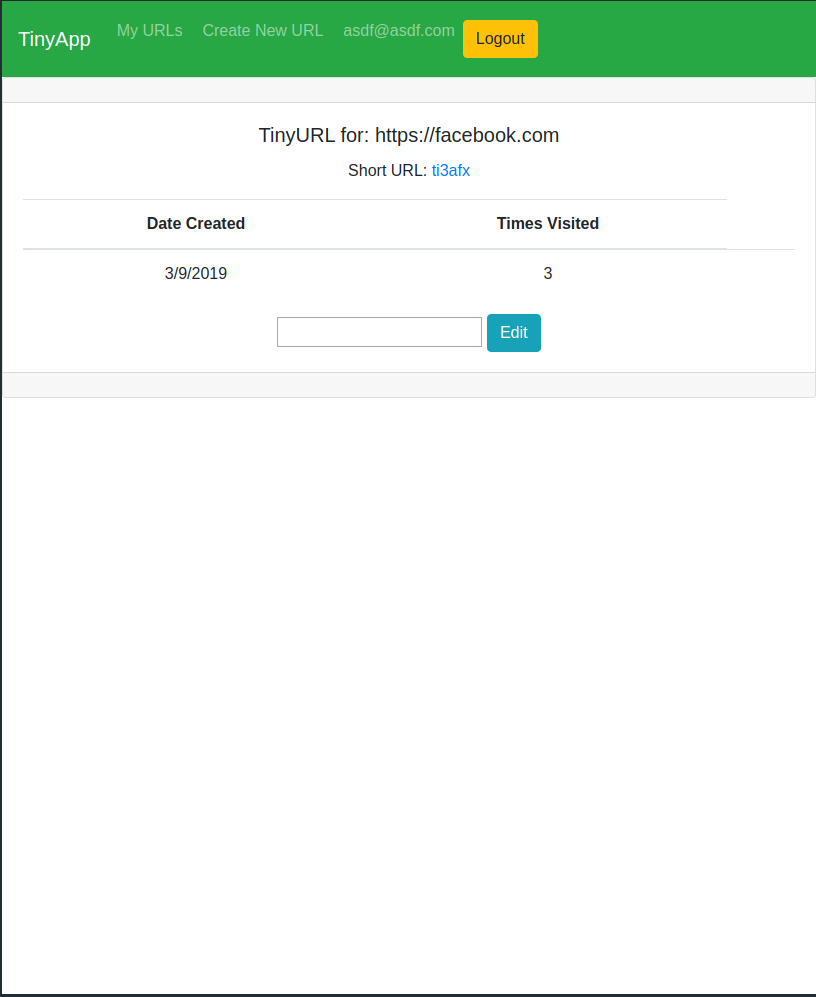 TinyApp My URLs Create New URL asdf@asdf.com Logout
TinyURL for: https://facebook.com
Short URL: ti3afx
Date Created Times Visited
3/9/2019 3
Edit